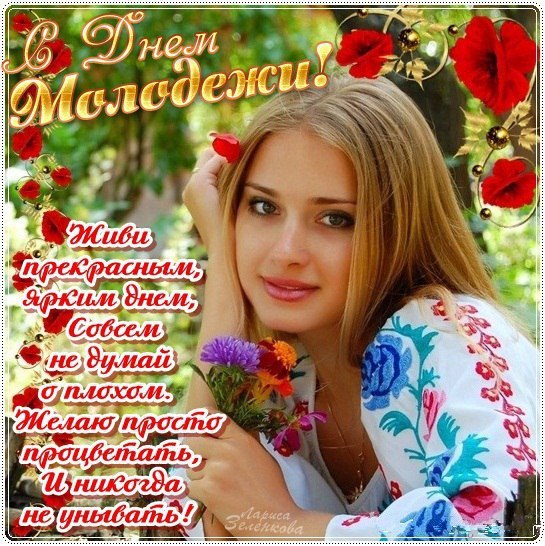 С Днем
Молодежи!
Живи
прекрасным,
ярким днем,
Совсем
не думай
о плохом.
Желаю просто
процветать,
И никогда
не унывать!
Лариса
Зеленкова